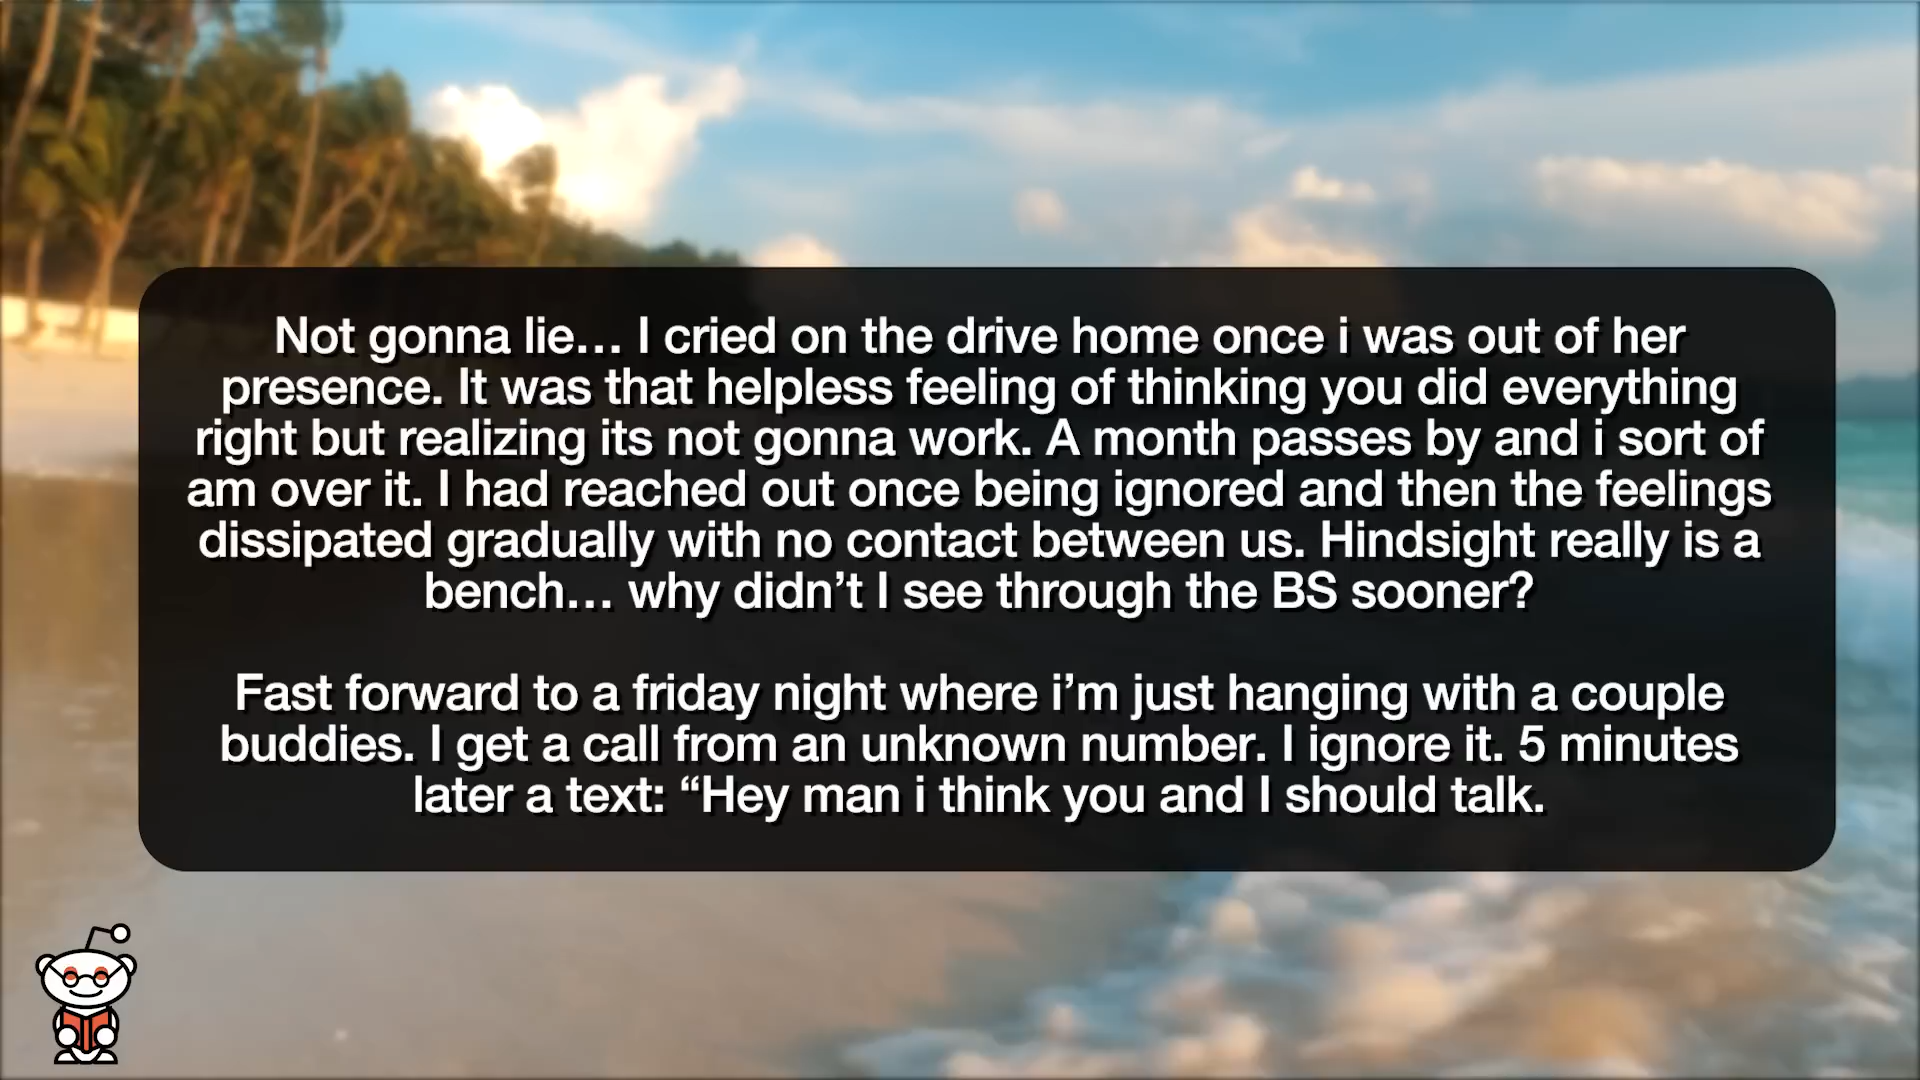 Not gonna lie… I cried on the drive home once i was out of her
presence. It was that helpless feeling of thinking you did everything
right but realizing its not gonna work. A month passes by and i sort of
am over it. I had reached out once being ignored and then the feelings
dissipated gradually with no contact between us. Hindsight really is a
bench… why didn’t I see through the BS sooner?
Fast forward to a friday night where i’m just hanging with a couple
buddies. I get a call from an unknown number. I ignore it. 5 minutes
later a text: “Hey man i think you and I should talk.